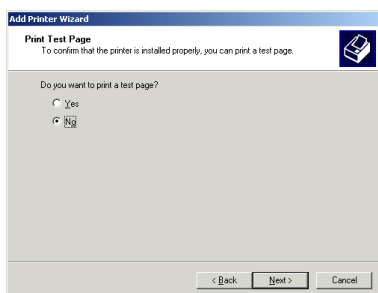 Add Printer Wizard
Print Test Page
To confirm that the printer is installed properly, you can print a test page.
Do you want to print a test page?
Yes
No
< Back
Next >
Cancel